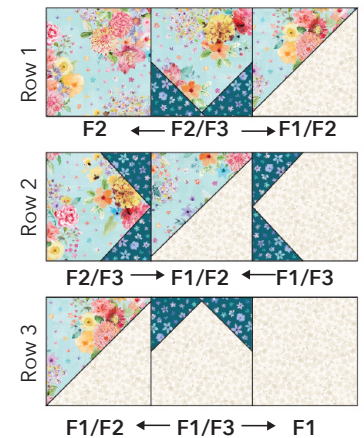 Row 1
F2 ← F2/F3 → F1/F2
Row 2
F2/F3 → F1/F2 ← F1/F3
Row 3
F1/F2 ← F1/F3 → F1